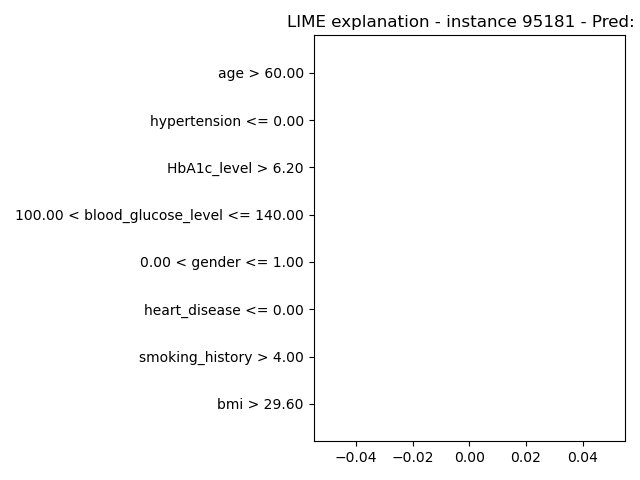 LIME explanation - instance 95181 - Pred:
age > 60.00
hypertension <= 0.00
HbA1c_level > 6.20
100.00 < blood_glucose_level <= 140.00
0.00 < gender <= 1.00
heart_disease <= 0.00
smoking_history > 4.00
bmi > 29.60
−0.04 −0.02 0.00 0.02 0.04